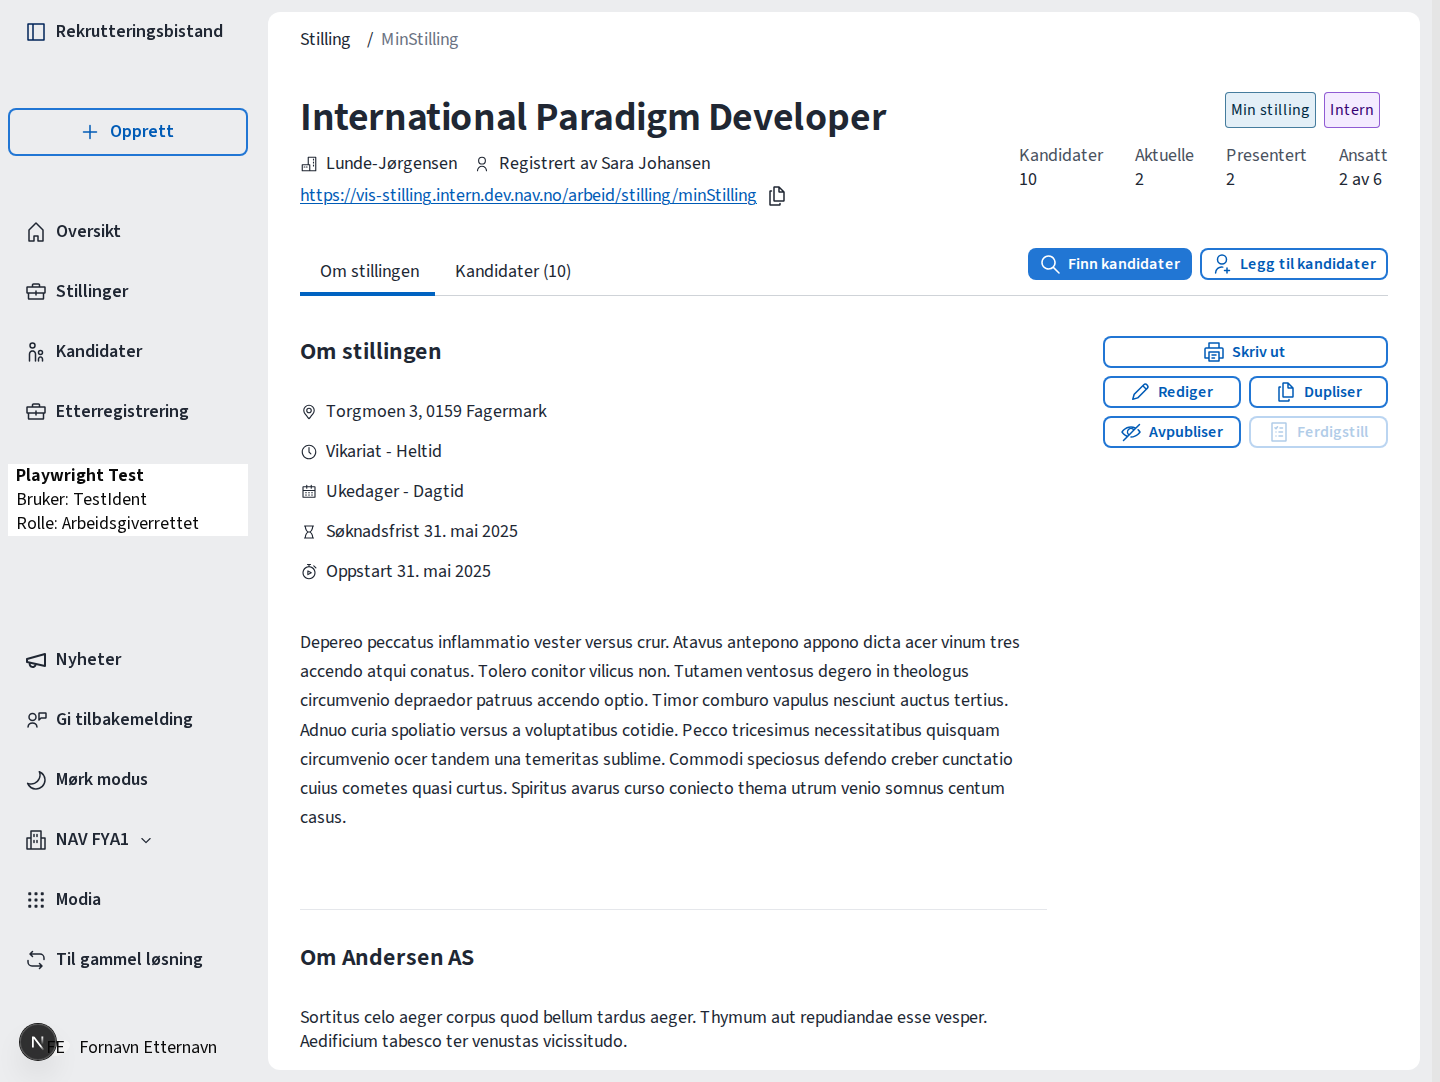 Rekrutteringsbistand
Opprett
Oversikt
Stillinger
Kandidater
Etterregistrering
Playwright Test
Bruker: TestIdent
Rolle: Arbeidsgiverrettet
Nyheter
Gi tilbakemelding
Mørk modus
NAV FYA1
Modia
Til gammel løsning
N FE Fornavn Etternavn
Stilling / MinStilling
International Paradigm Developer
Min stilling Intern
Lunde-Jørgensen Registrert av Sara Johansen
https://vis-stilling.intern.dev.nav.no/arbeid/stilling/minStilling
Kandidater Aktuelle Presentert Ansatt
10 2 2 2 av 6
Om stillingen Kandidater (10)
Finn kandidater Legg til kandidater
Om stillingen
Skriv ut
Rediger Dupliser
Avpubliser Ferdigstill
Torgmoen 3, 0159 Fagermark
Vikariat - Heltid
Ukedager - Dagtid
Søknadsfrist 31. mai 2025
Oppstart 31. mai 2025
Depereo peccatus inflammatio vester versus crur. Atavus antepono appono dicta acer vinum tres
accendo atqui conatus. Tolero conitor vilicus non. Tutamen ventosus degero in theologus
circumvenio depraedor patruus accendo optio. Timor comburo vapulus nesciunt auctus tertius.
Adnuo curia spoliatio versus a voluptatibus cotidie. Pecco tricesimus necessitatibus quisquam
circumvenio ocer tandem una temeritas sublime. Commodi speciosus defendo creber cunctatio
cuius cometes quasi curtus. Spiritus avarus curso coniecto thema utrum venio somnus centum
casus.
Om Andersen AS
Sortitus celo aeger corpus quod bellum tardus aeger. Thymum aut repudiandae esse vesper.
Aedificium tabesco ter venustas vicissitudo.